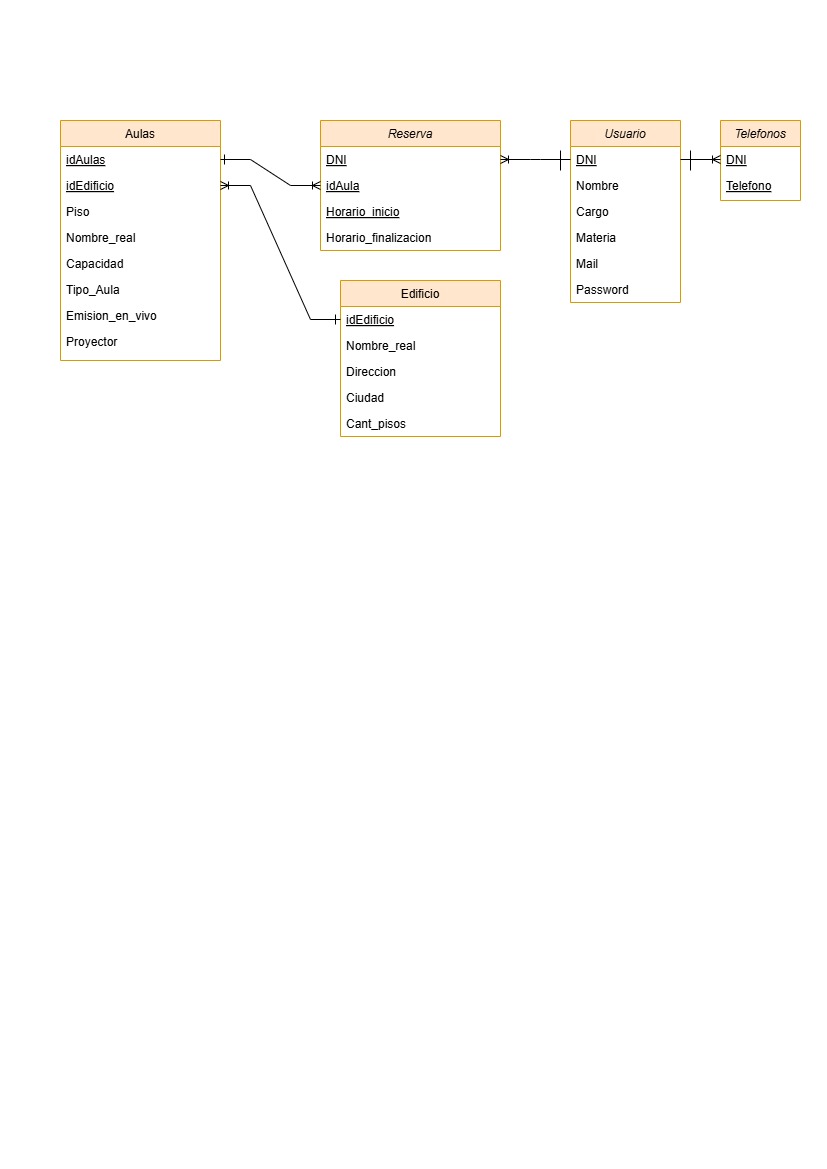 Aulas
idAulas
idEdificio
Piso
Nombre_real
Capacidad
Tipo_Aula
Emision_en_vivo
Proyector
Reserva
DNI
idAula
Horario_inicio
Horario_finalizacion
Edificio
idEdificio
Nombre_real
Direccion
Ciudad
Cant_pisos
Usuario
DNI
Nombre
Cargo
Materia
Mail
Password
Telefonos
DNI
Telefono